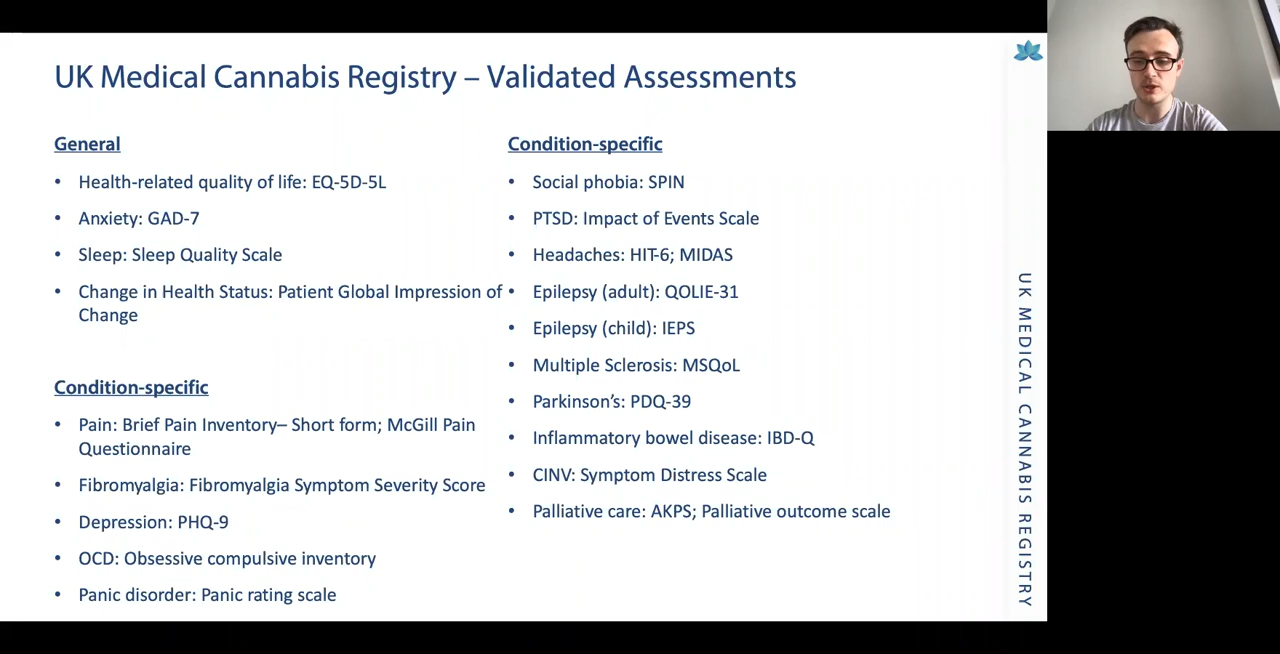 UK Medical Cannabis Registry – Validated Assessments
General
• Health-related quality of life: EQ-5D-5L
• Anxiety: GAD-7
• Sleep: Sleep Quality Scale
• Change in Health Status: Patient Global Impression of
Change
Condition-specific
• Pain: Brief Pain Inventory– Short form; McGill Pain
Questionnaire
• Fibromyalgia: Fibromyalgia Symptom Severity Score
• Depression: PHQ-9
• OCD: Obsessive compulsive inventory
• Panic disorder: Panic rating scale
Condition-specific
• Social phobia: SPIN
• PTSD: Impact of Events Scale
• Headaches: HIT-6; MIDAS
• Epilepsy (adult): QOLIE-31
• Epilepsy (child): IEPS
• Multiple Sclerosis: MSQoL
• Parkinson’s: PDQ-39
• Inflammatory bowel disease: IBD-Q
• CINV: Symptom Distress Scale
• Palliative care: AKPS; Palliative outcome scale
UK MEDICAL CANNABIS REGISTRY